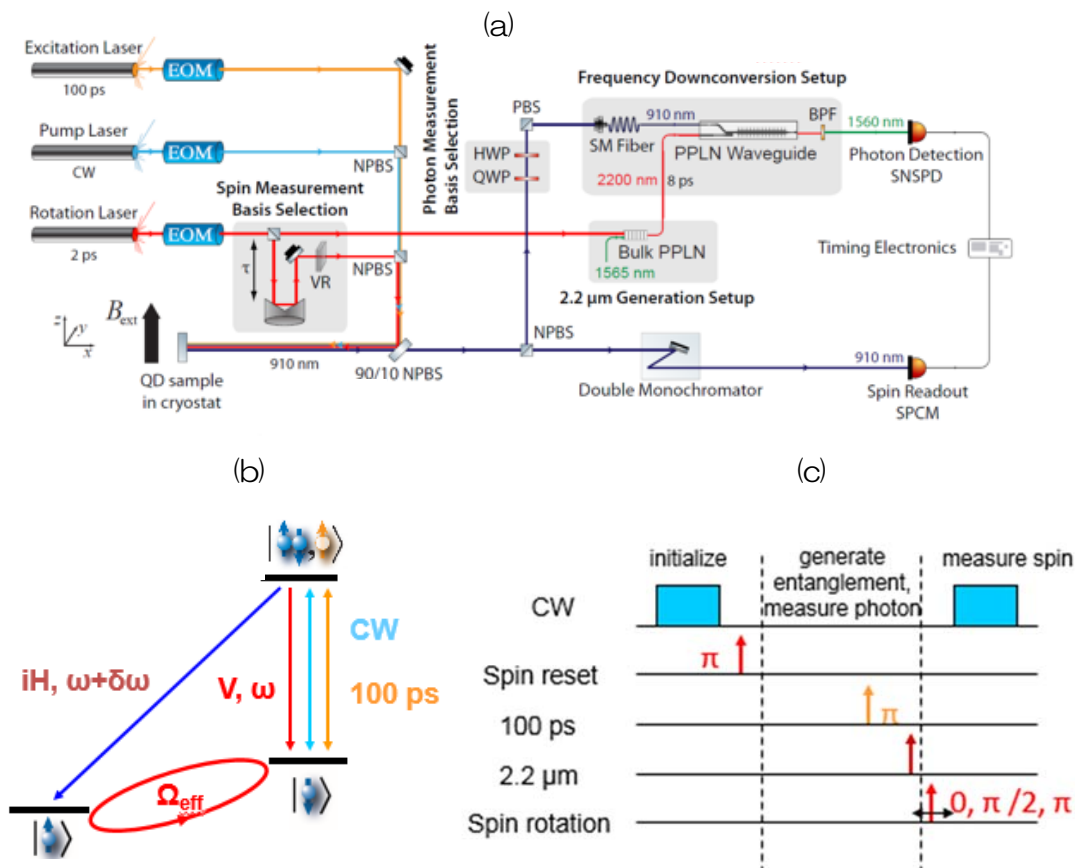 (a)
Excitation Laser
EOM
100 ps
Pump Laser
EOM
CW
NPBS
Rotation Laser
EOM
2 ps
Spin Measurement
Basis Selection
τ
VR
NPBS
Photon Measurement
Basis Selection
Frequency Downconversion Setup
PBS
910 nm
BPF
1560 nm
SM Fiber
PPLN Waveguide
Photon Detection
SNSPD
HWP
QWP
2200 nm
8 ps
Bulk PPLN
1565 nm
2.2 μm Generation Setup
Timing Electronics
z
y
x
B_ext
QD sample
in cryostat
910 nm
90/10 NPBS
NPBS
Double Monochromator
910 nm
Spin Readout
SPCM
(b)
CW
iH, ω+δω
V, ω
100 ps
Ω_eff
(c)
initialize
generate
entanglement,
measure photon
measure spin
CW
π
Spin reset
π
100 ps
2.2 μm
0, π /2, π
Spin rotation